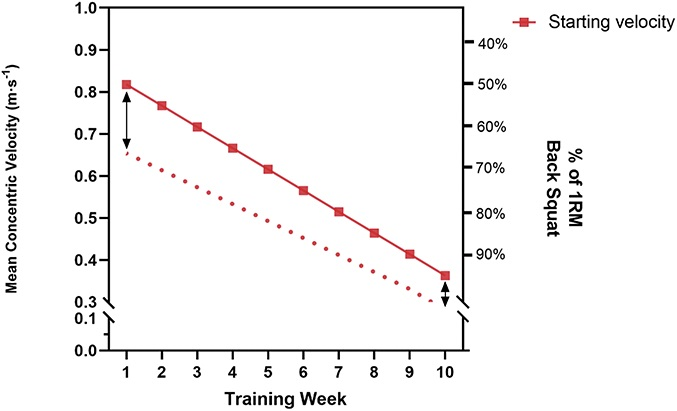 Starting velocity
Mean Concentric Velocity (m·s-1)
1.0
0.9
0.8
0.7
0.6
0.5
0.4
0.3
0.1
0.0
40%
50%
60%
70%
80%
90%
% of 1RM
Back Squat
1 2 3 4 5 6 7 8 9 10
Training Week